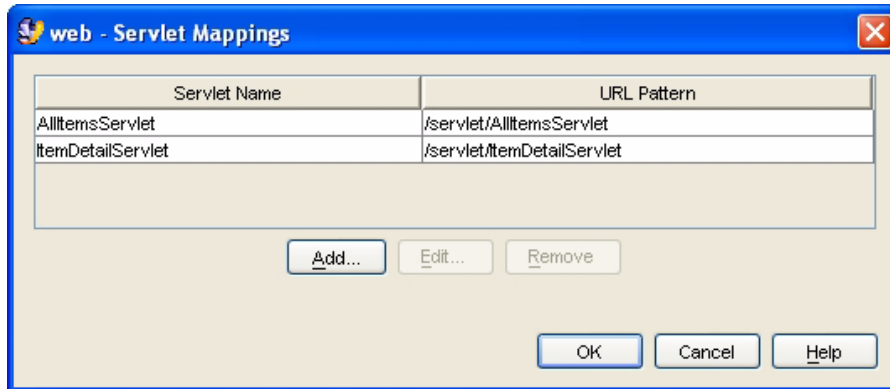 web - Servlet Mappings
Servlet Name URL Pattern
AllItemsServlet /servlet/AllItemsServlet
ItemDetailServlet /servlet/ItemDetailServlet
Add... Edit... Remove
OK Cancel Help